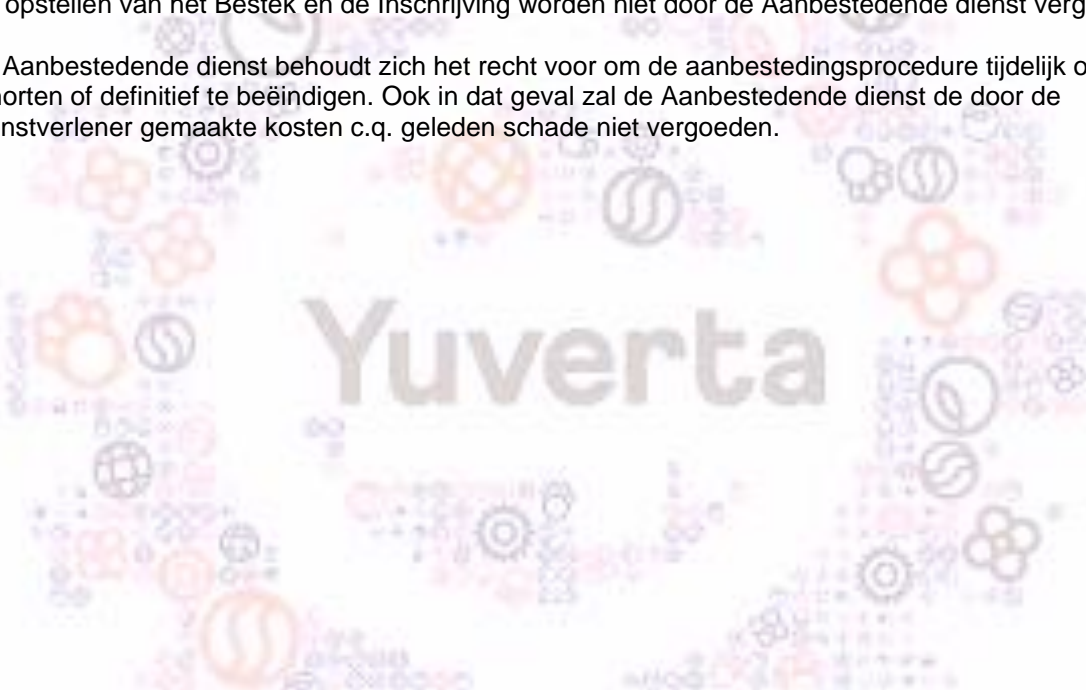 opstellen van het Bestek en de Inschrijving worden niet door de Aanbestedende dienst verg
Aanbestedende dienst behoudt zich het recht voor om de aanbestedingsprocedure tijdelijk o
orten of definitief te beëindigen. Ook in dat geval zal de Aanbestedende dienst de door de
nstverlener gemaakte kosten c.q. geleden schade niet vergoeden.
Yuverta